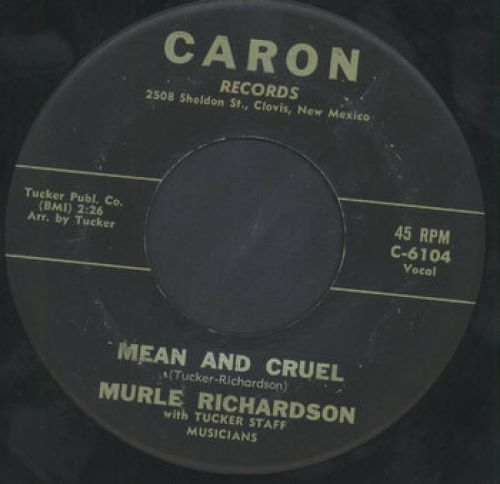 CARON
RECORDS
2508 Sheldon St., Clovis, New Mexico
Tucker Publ. Co.
(BMI) 2:26
Arr. by Tucker
45 RPM
C-6104
Vocal
MEAN AND CRUEL
(Tucker-Richardson)
MURLE RICHARDSON
with TUCKER STAFF
MUSICIANS